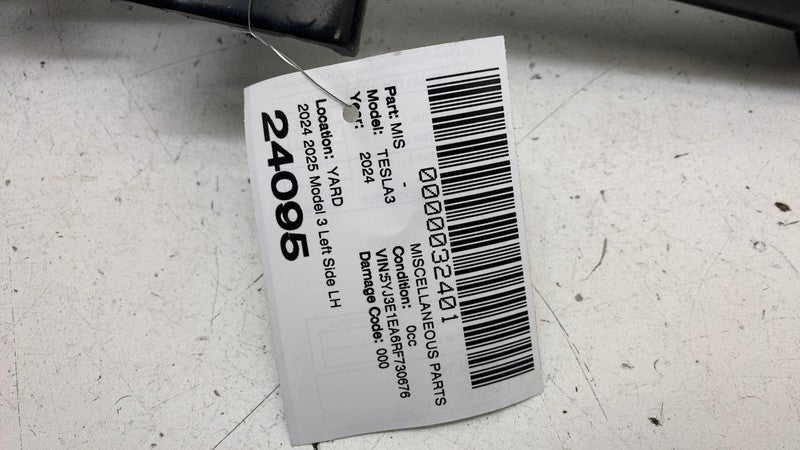 0000032401
Part: MIS - MISCELLANEOUS PARTS
Model: TESLA3 Condition: 0cc
Year: 2024 VIN:5YJ3E1EA6RF730676
Damage Code: 000
Location: YARD
2024 2025 Model 3 Left Side LH
24095